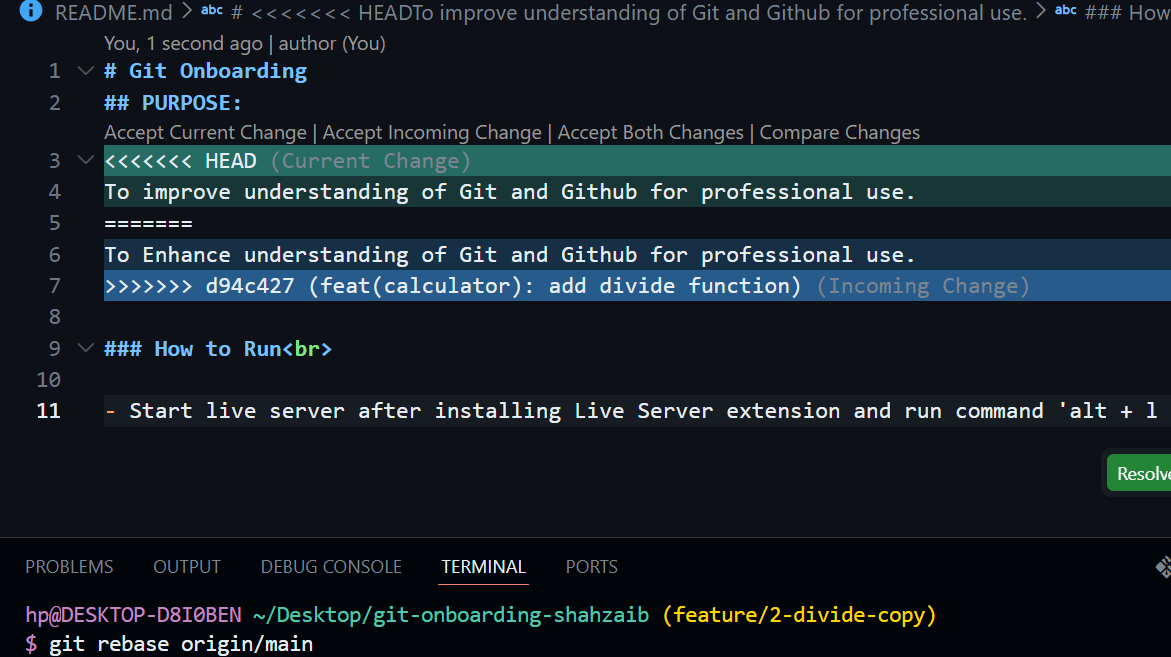 README.md > abc # <<<<<<< HEADTo improve understanding of Git and Github for professional use. > abc ### How
You, 1 second ago | author (You)
1 # Git Onboarding
2 ## PURPOSE:
Accept Current Change | Accept Incoming Change | Accept Both Changes | Compare Changes
3 <<<<<<< HEAD (Current Change)
4 To improve understanding of Git and Github for professional use.
5 =======
6 To Enhance understanding of Git and Github for professional use.
7 >>>>>>> d94c427 (feat(calculator): add divide function) (Incoming Change)
8
9 ### How to Run<br>
10
11 - Start live server after installing Live Server extension and run command 'alt + l
Resolve
PROBLEMS OUTPUT DEBUG CONSOLE TERMINAL PORTS
hp@DESKTOP-D8I0BEN ~/Desktop/git-onboarding-shahzaib (feature/2-divide-copy)
$ git rebase origin/main